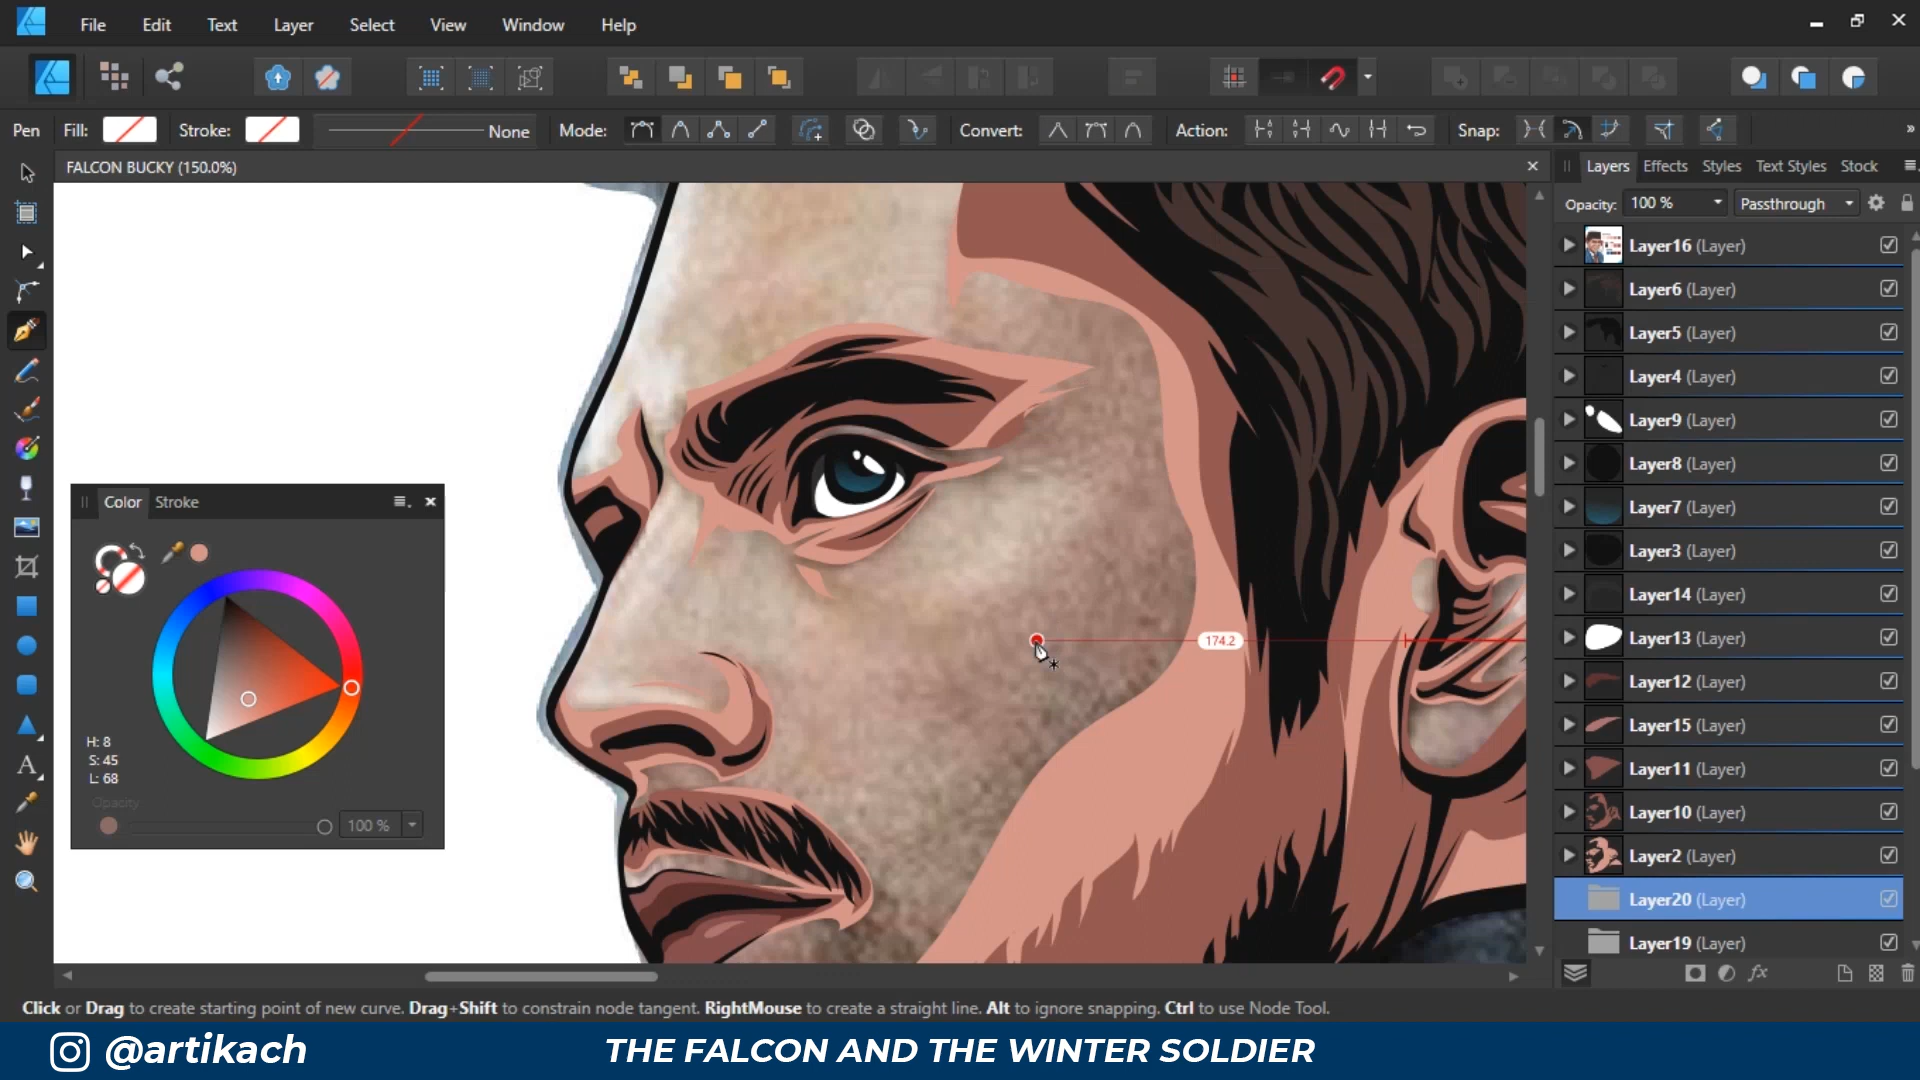 File Edit Text Layer Select View Window Help
Pen Fill: Stroke: None Mode: Convert: Action: Snap:
FALCON BUCKY (150.0%)
Layers Effects Styles Text Styles Stock
Opacity: 100 % Passthrough
Layer16 (Layer)
Layer6 (Layer)
Layer5 (Layer)
Layer4 (Layer)
Layer9 (Layer)
Layer8 (Layer)
Layer7 (Layer)
Layer3 (Layer)
Layer14 (Layer)
Layer13 (Layer)
Layer12 (Layer)
Layer15 (Layer)
Layer11 (Layer)
Layer10 (Layer)
Layer2 (Layer)
Layer20 (Layer)
Layer19 (Layer)
Color Stroke
H: 8
S: 45
L: 68
Opacity
100 %
174.2
Click or Drag to create starting point of new curve. Drag+Shift to constrain node tangent. RightMouse to create a straight line. Alt to ignore snapping. Ctrl to use Node Tool.
@artikach THE FALCON AND THE WINTER SOLDIER